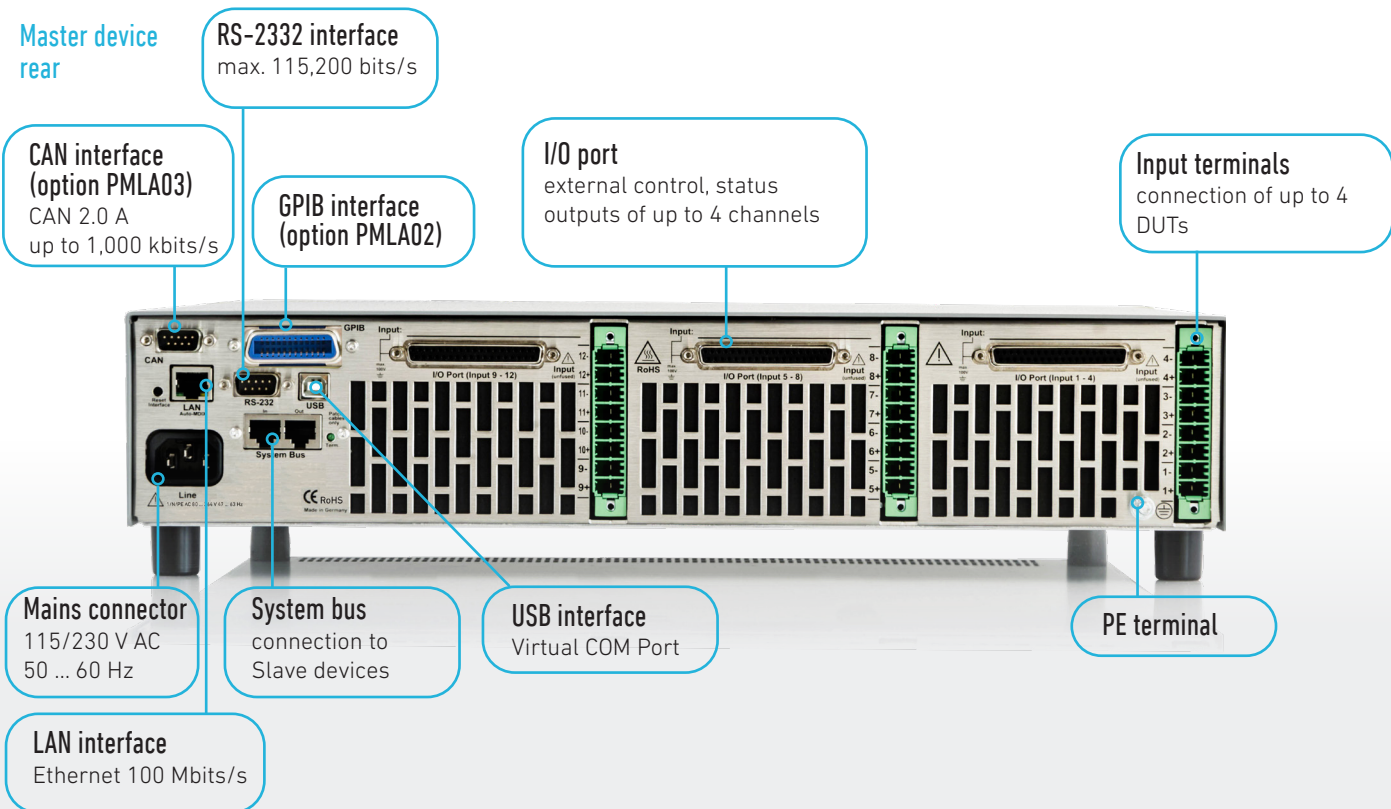 Master device
rear
RS-2332 interface
max. 115,200 bits/s
CAN interface
(option PMLA03)
CAN 2.0 A
up to 1,000 kbits/s
GPIB interface
(option PMLA02)
I/O port
external control, status
outputs of up to 4 channels
Input terminals
connection of up to 4
DUTs
CAN
Reset
Interface
LAN
Auto-MDIX
GPIB
RS-232
USB
In
Out
Patch
cables
only
Term.
System Bus
Line
CE RoHS
Made in Germany
Input:
I/O Port (Input 9 - 12)
Input
(unfused)
12-
12+
11-
11+
10-
10+
9-
9+
Input:
RoHS
I/O Port (Input 5 - 8)
Input
(unfused)
8-
8+
7-
7+
6-
6+
5-
5+
Input:
I/O Port (Input 1 - 4)
Input
(unfused)
4-
4+
3-
3+
2-
2+
1-
1+
Mains connector
115/230 V AC
50 ... 60 Hz
System bus
connection to
Slave devices
USB interface
Virtual COM Port
PE terminal
LAN interface
Ethernet 100 Mbits/s